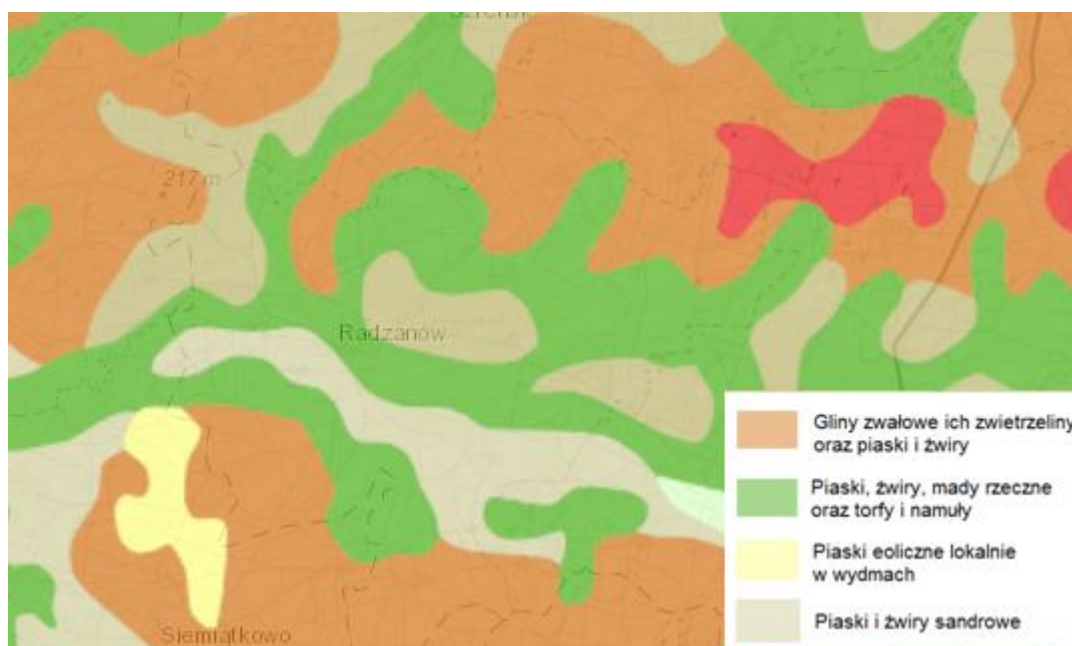 217 m
Radzanów
Gliny zwałowe ich zwietrzeliny
oraz piaski i żwiry
Piaski, żwiry, mady rzeczne
oraz torfy i namuły
Piaski eoliczne lokalnie
w wydmach
Piaski i żwiry sandrowe
Siemiątkowo